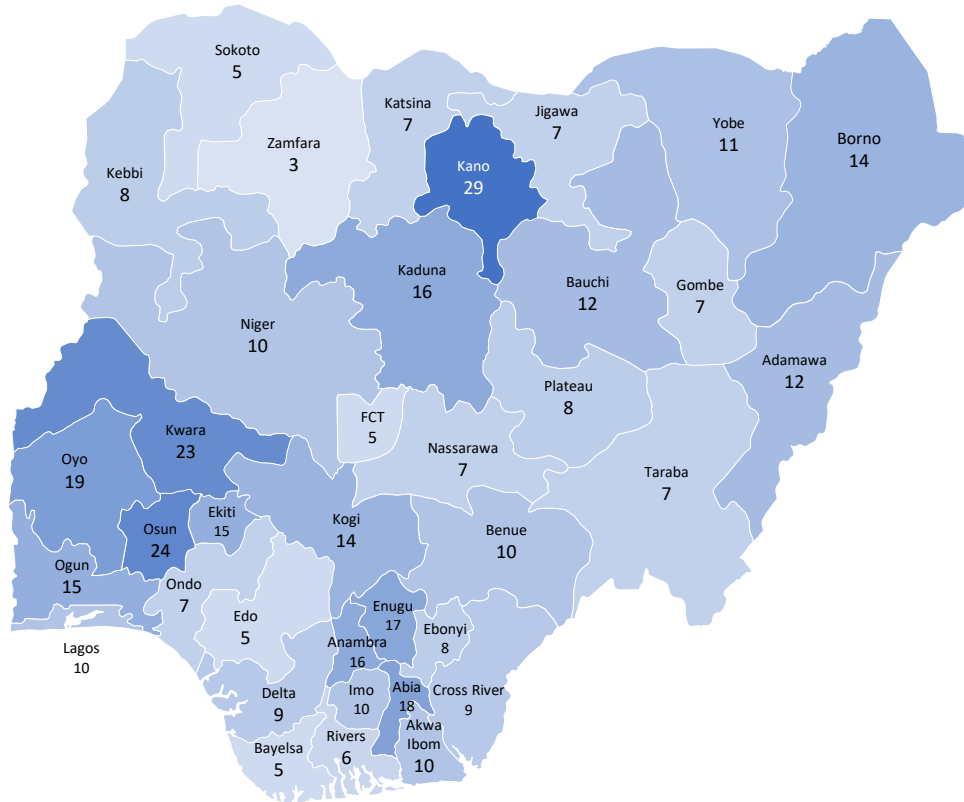 Sokoto
5
Katsina
7
Jigawa
7
Yobe
11
Borno
14
Zamfara
3
Kebbi
8
Kano
29
Kaduna
16
Bauchi
12
Gombe
7
Niger
10
Adamawa
12
Plateau
8
FCT
5
Kwara
23
Nassarawa
7
Oyo
19
Taraba
7
Ekiti
15
Osun
24
Kogi
14
Benue
10
Ogun
15
Ondo
7
Edo
5
Enugu
17
Ebonyi
8
Anambra
16
Lagos
10
Delta
9
Imo
10
Abia
18
Cross River
9
Akwa
Ibom
10
Rivers
6
Bayelsa
5